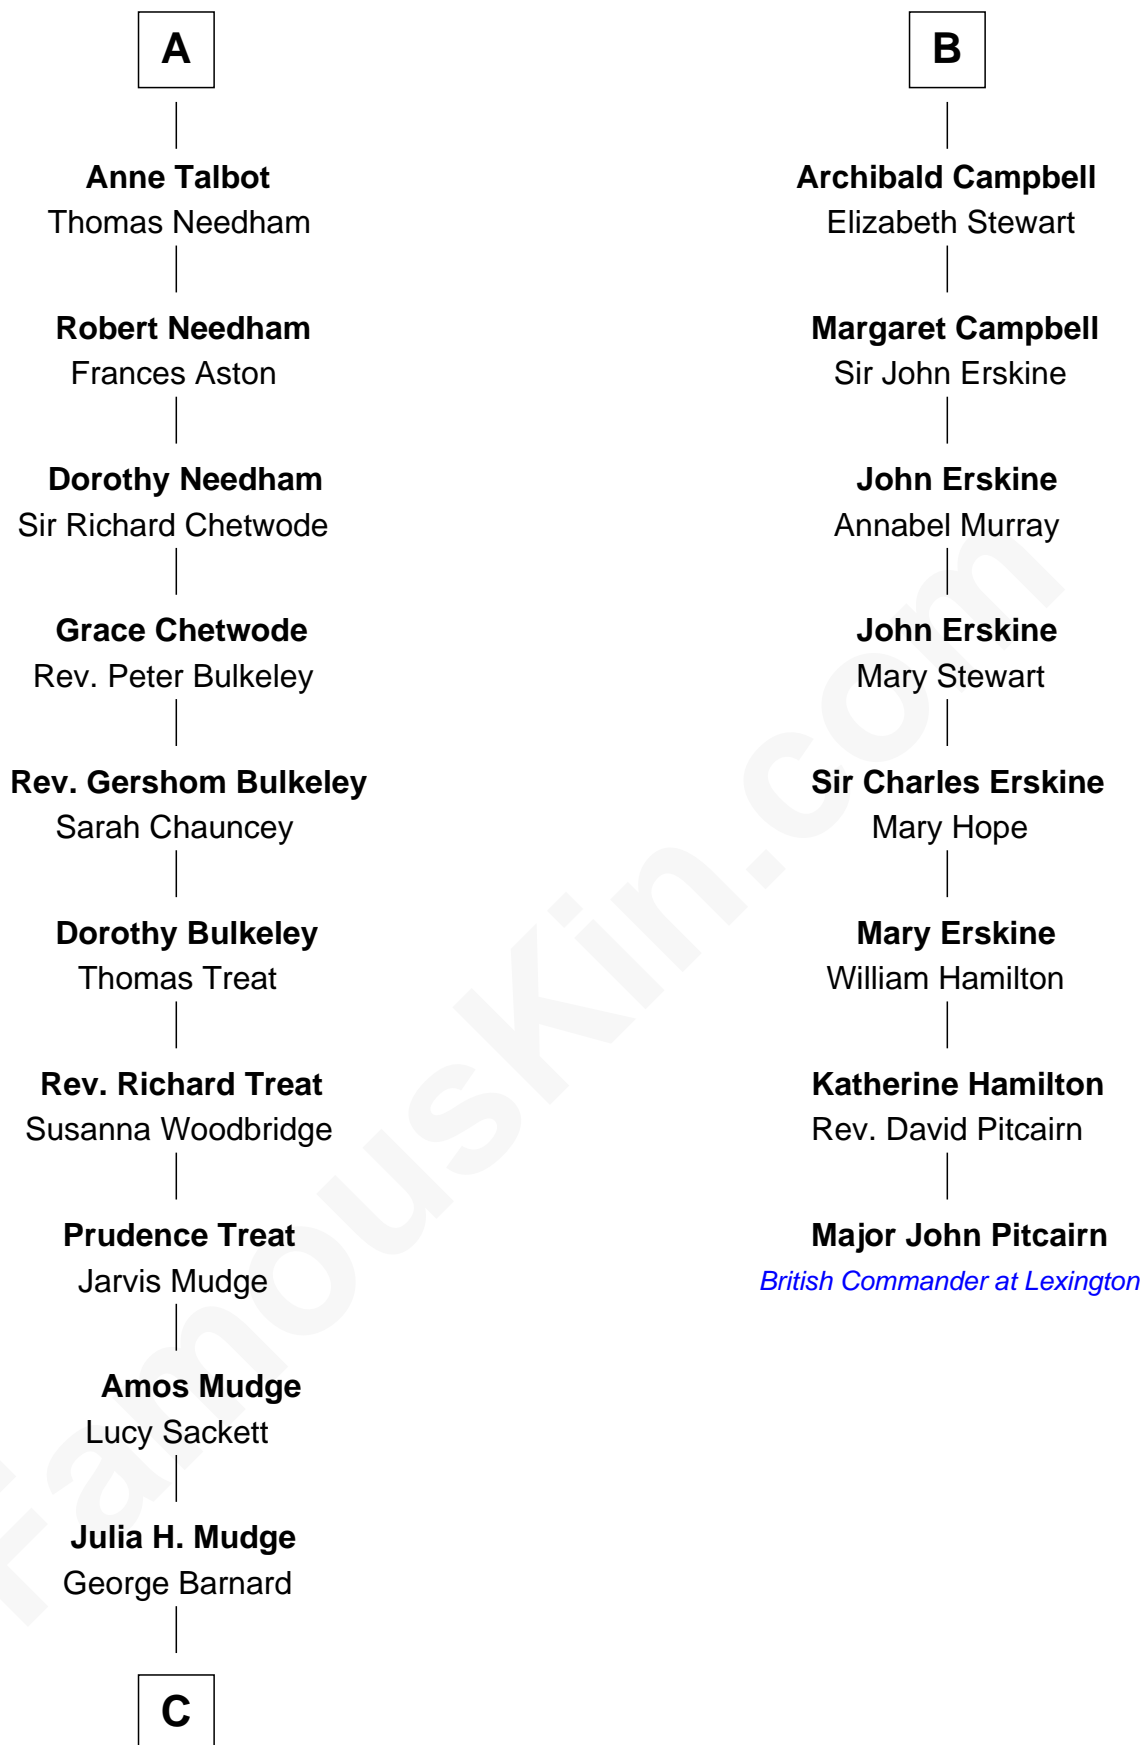 A
Anne Talbot
Thomas Needham
Robert Needham
Frances Aston
Dorothy Needham
Sir Richard Chetwode
Grace Chetwode
Rev. Peter Bulkeley
Rev. Gershom Bulkeley
Sarah Chauncey
Dorothy Bulkeley
Thomas Treat
Rev. Richard Treat
Susanna Woodbridge
Prudence Treat
Jarvis Mudge
Amos Mudge
Lucy Sackett
Julia H. Mudge
George Barnard
C
B
Archibald Campbell
Elizabeth Stewart
Margaret Campbell
Sir John Erskine
John Erskine
Annabel Murray
John Erskine
Mary Stewart
Sir Charles Erskine
Mary Hope
Mary Erskine
William Hamilton
Katherine Hamilton
Rev. David Pitcairn
Major John Pitcairn
British Commander at Lexington
FamousKin.com